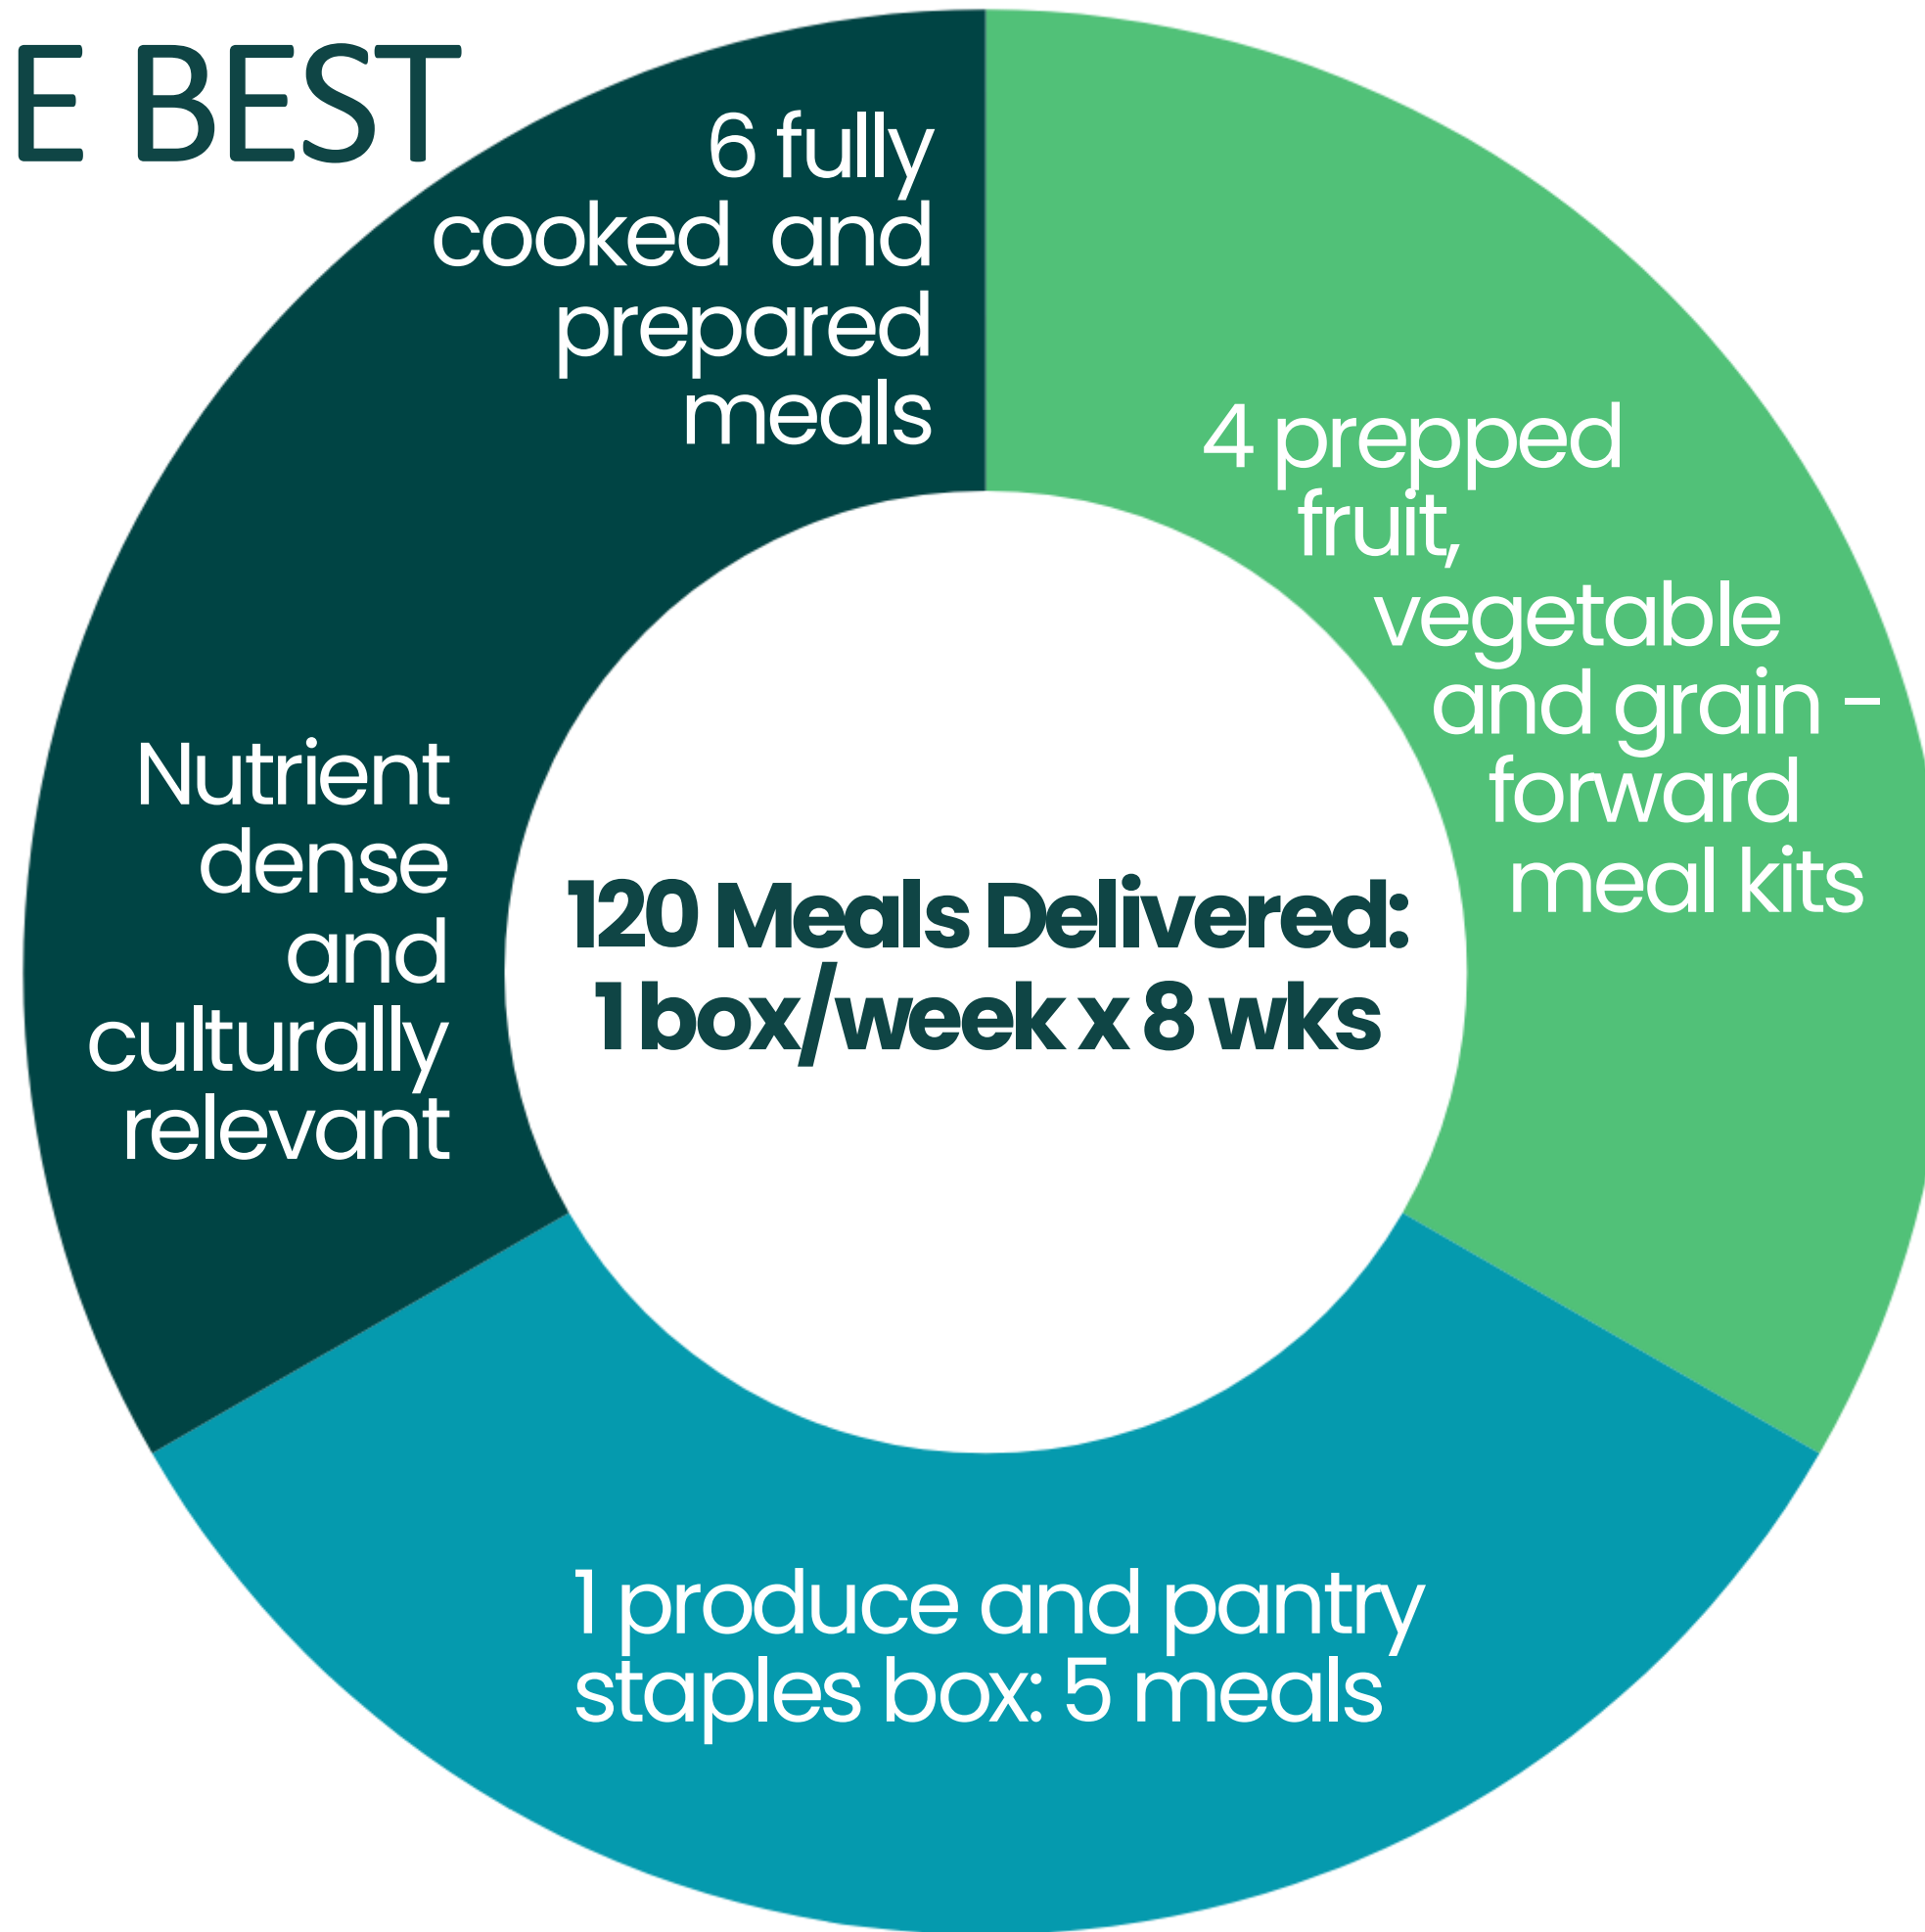 E BEST
6 fully
cooked and
prepared
meals
Nutrient
dense
and
culturally
relevant
4 prepped
fruit,
vegetable
and grain -
forward
meal kits
120 Meals Delivered:
1 box/week x 8 wks
1 produce and pantry
staples box: 5 meals